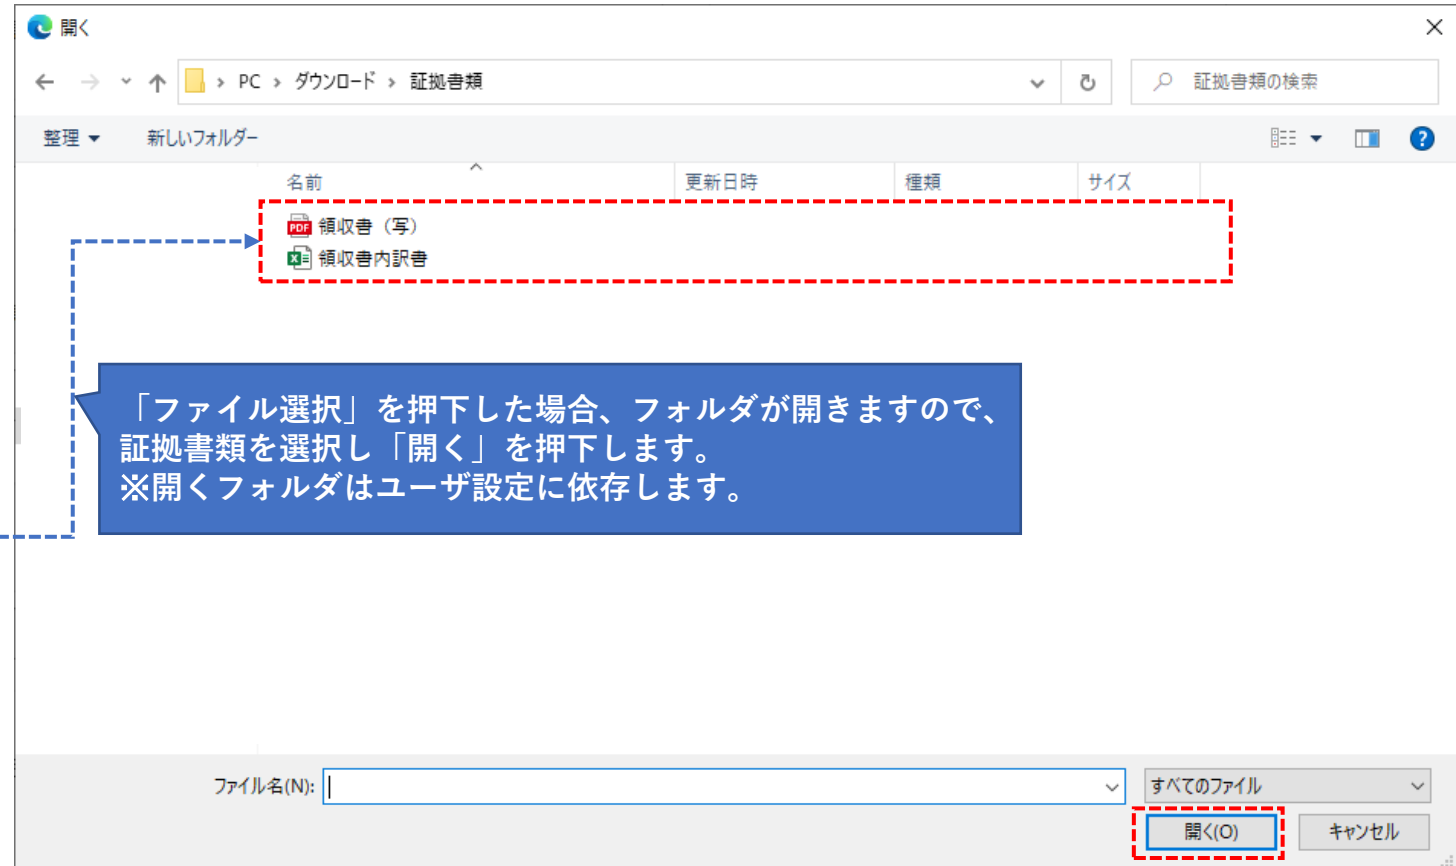 開く
PC > ダウンロード > 証拠書類
証拠書類の検索
整理 新しいフォルダー
名前 更新日時 種類 サイズ
PDF 領収書（写）
領収書内訳書
「ファイル選択」を押下した場合、フォルダが開きますので、
証拠書類を選択し「開く」を押下します。
※開くフォルダはユーザ設定に依存します。
ファイル名(N): すべてのファイル
開く(O) キャンセル